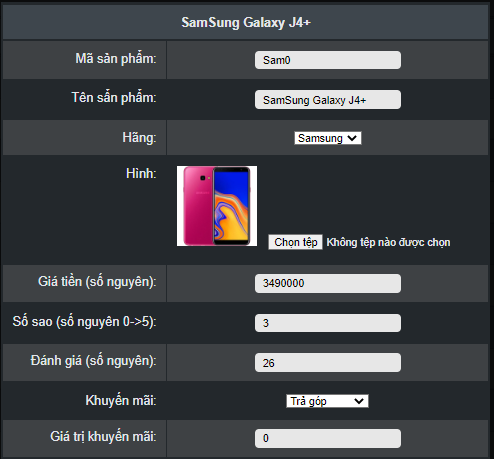 SamSung Galaxy J4+
Mã sản phẩm: Sam0
Tên sẩn phẩm: SamSung Galaxy J4+
Hãng: Samsung
Hình:
Chọn tệp Không tệp nào được chọn
Giá tiền (số nguyên): 3490000
Số sao (số nguyên 0->5): 3
Đánh giá (số nguyên): 26
Khuyến mãi: Trả góp
Giá trị khuyến mãi: 0